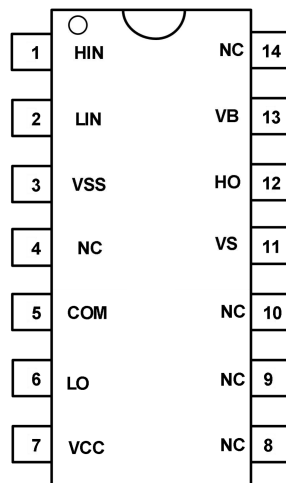 1 HIN NC 14
2 LIN VB 13
3 VSS HO 12
4 NC VS 11
5 COM NC 10
6 LO NC 9
7 VCC NC 8